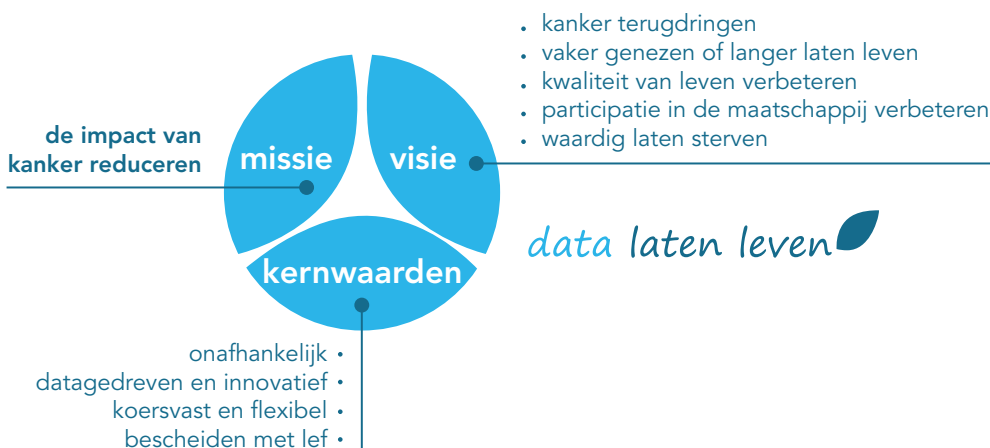 de impact van
kanker reduceren
missie
visie
• kanker terugdringen
• vaker genezen of langer laten leven
• kwaliteit van leven verbeteren
• participatie in de maatschappij verbeteren
• waardig laten sterven
data laten leven
kernwaarden
onafhankelijk •
datagedreven en innovatief •
koersvast en flexibel •
bescheiden met lef •